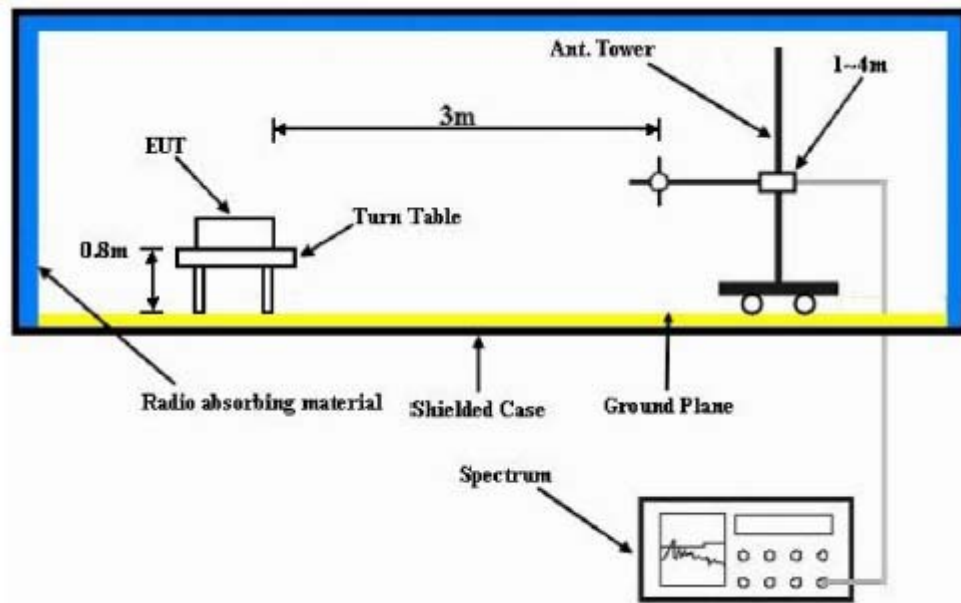 Ant. Tower
1~4m
3m
EUT
Turn Table
0.8m
Radio absorbing material
Shielded Case
Ground Plane
Spectrum